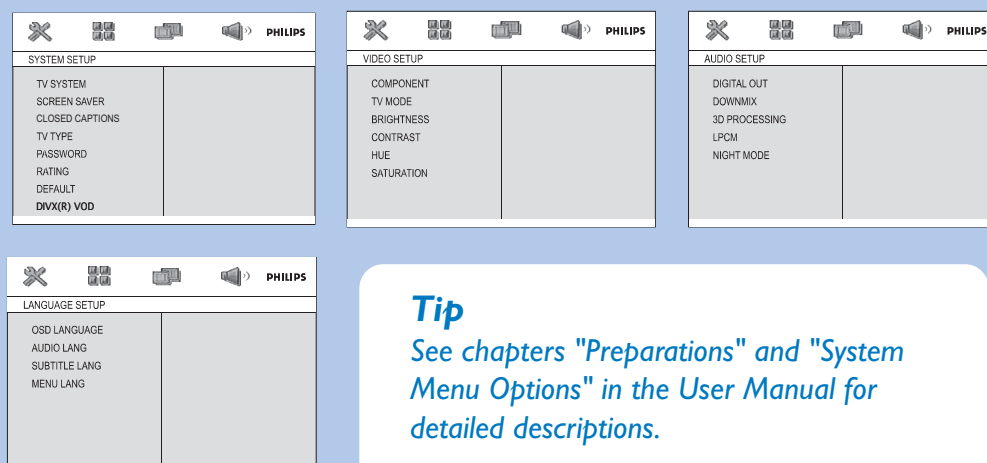 PHILIPS
SYSTEM SETUP
TV SYSTEM
SCREEN SAVER
CLOSED CAPTIONS
TV TYPE
PASSWORD
RATING
DEFAULT
DIVX(R) VOD
PHILIPS
VIDEO SETUP
COMPONENT
TV MODE
BRIGHTNESS
CONTRAST
HUE
SATURATION
PHILIPS
AUDIO SETUP
DIGITAL OUT
DOWNMIX
3D PROCESSING
LPCM
NIGHT MODE
PHILIPS
LANGUAGE SETUP
OSD LANGUAGE
AUDIO LANG
SUBTITLE LANG
MENU LANG
Tip
See chapters "Preparations" and "System
Menu Options" in the User Manual for
detailed descriptions.